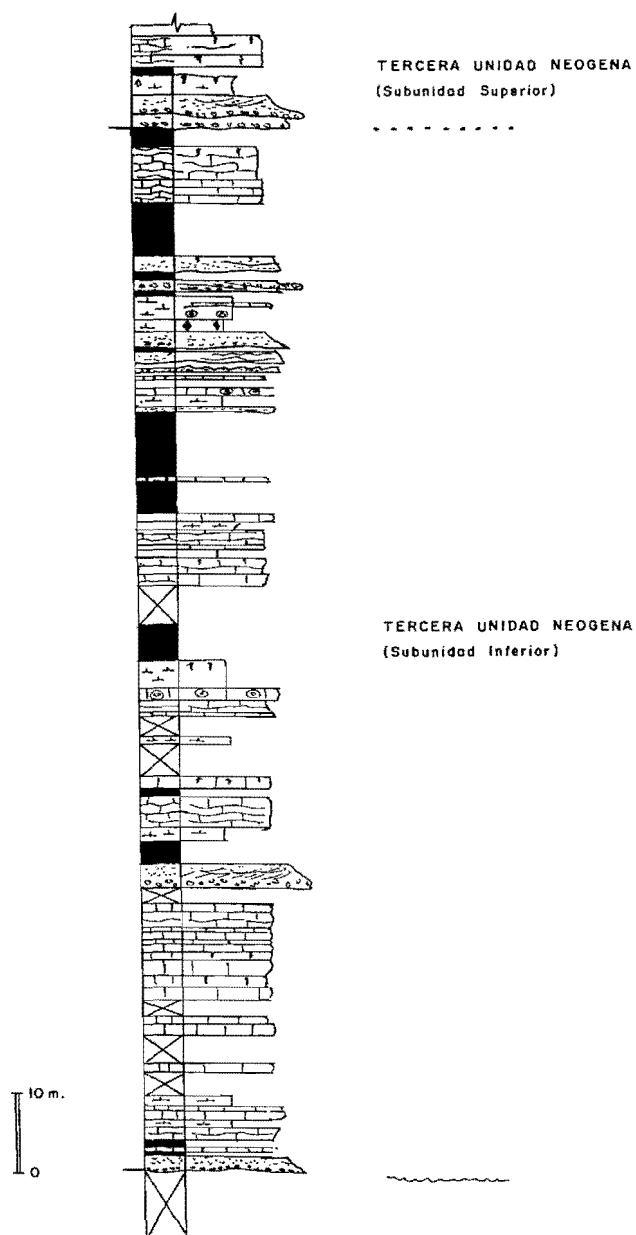 TERCERA UNIDAD NEOGENA
(Subunidad Superior)
TERCERA UNIDAD NEOGENA
(Subunidad Inferior)
10 m.
0